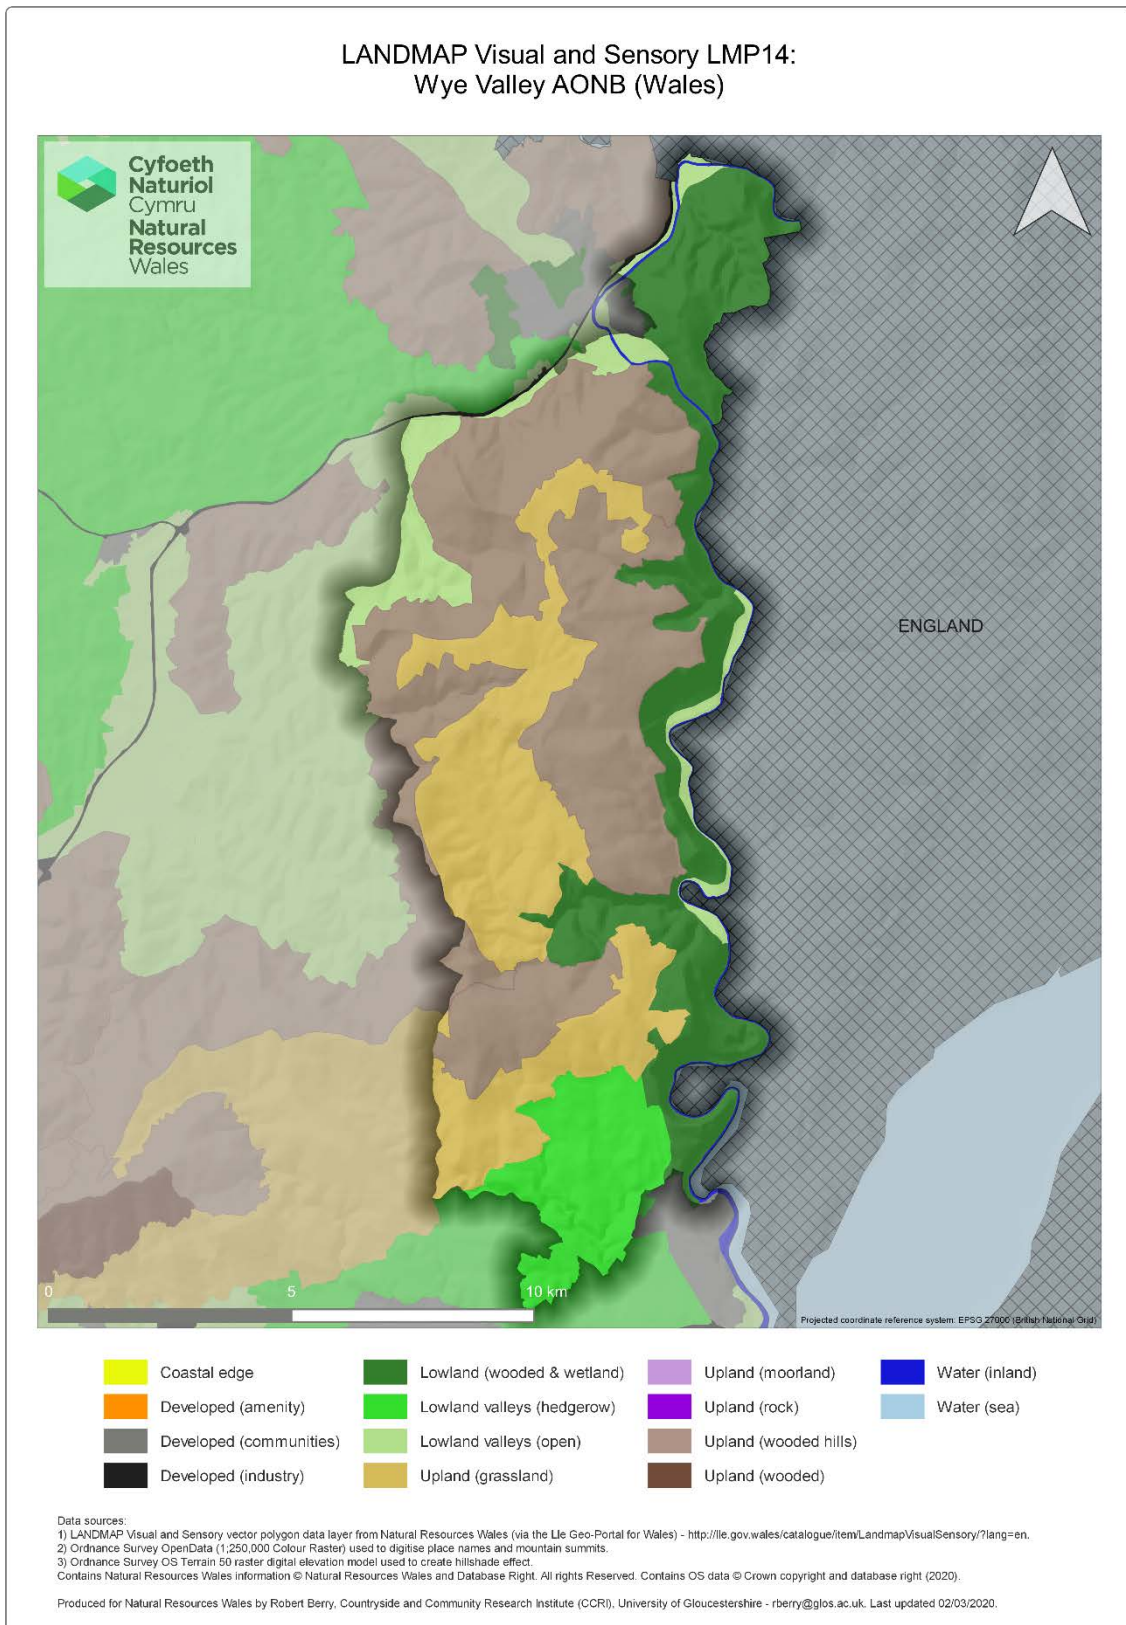 LANDMAP Visual and Sensory LMP14:
Wye Valley AONB (Wales)
Cyfoeth
Naturiol
Cymru
Natural
Resources
Wales
ENGLAND
0 5 10 km
Projected coordinate reference system: EPSG 27000 (British National Grid)
Coastal edge
Developed (amenity)
Developed (communities)
Developed (industry)
Lowland (wooded & wetland)
Lowland valleys (hedgerow)
Lowland valleys (open)
Upland (grassland)
Upland (moorland)
Upland (rock)
Upland (wooded hills)
Upland (wooded)
Water (inland)
Water (sea)
Data sources:
1) LANDMAP Visual and Sensory vector polygon data layer from Natural Resources Wales (via the Lle Geo-Portal for Wales) - http://lle.gov.wales/catalogue/item/LandmapVisualSensory/?lang=en.
2) Ordnance Survey OpenData (1;250,000 Colour Raster) used to digitise place names and mountain summits.
3) Ordnance Survey OS Terrain 50 raster digital elevation model used to create hillshade effect.
Contains Natural Resources Wales information © Natural Resources Wales and Database Right. All rights Reserved. Contains OS data © Crown copyright and database right (2020).
Produced for Natural Resources Wales by Robert Berry, Countryside and Community Research Institute (CCRI), University of Gloucestershire - rberry@glos.ac.uk. Last updated 02/03/2020.